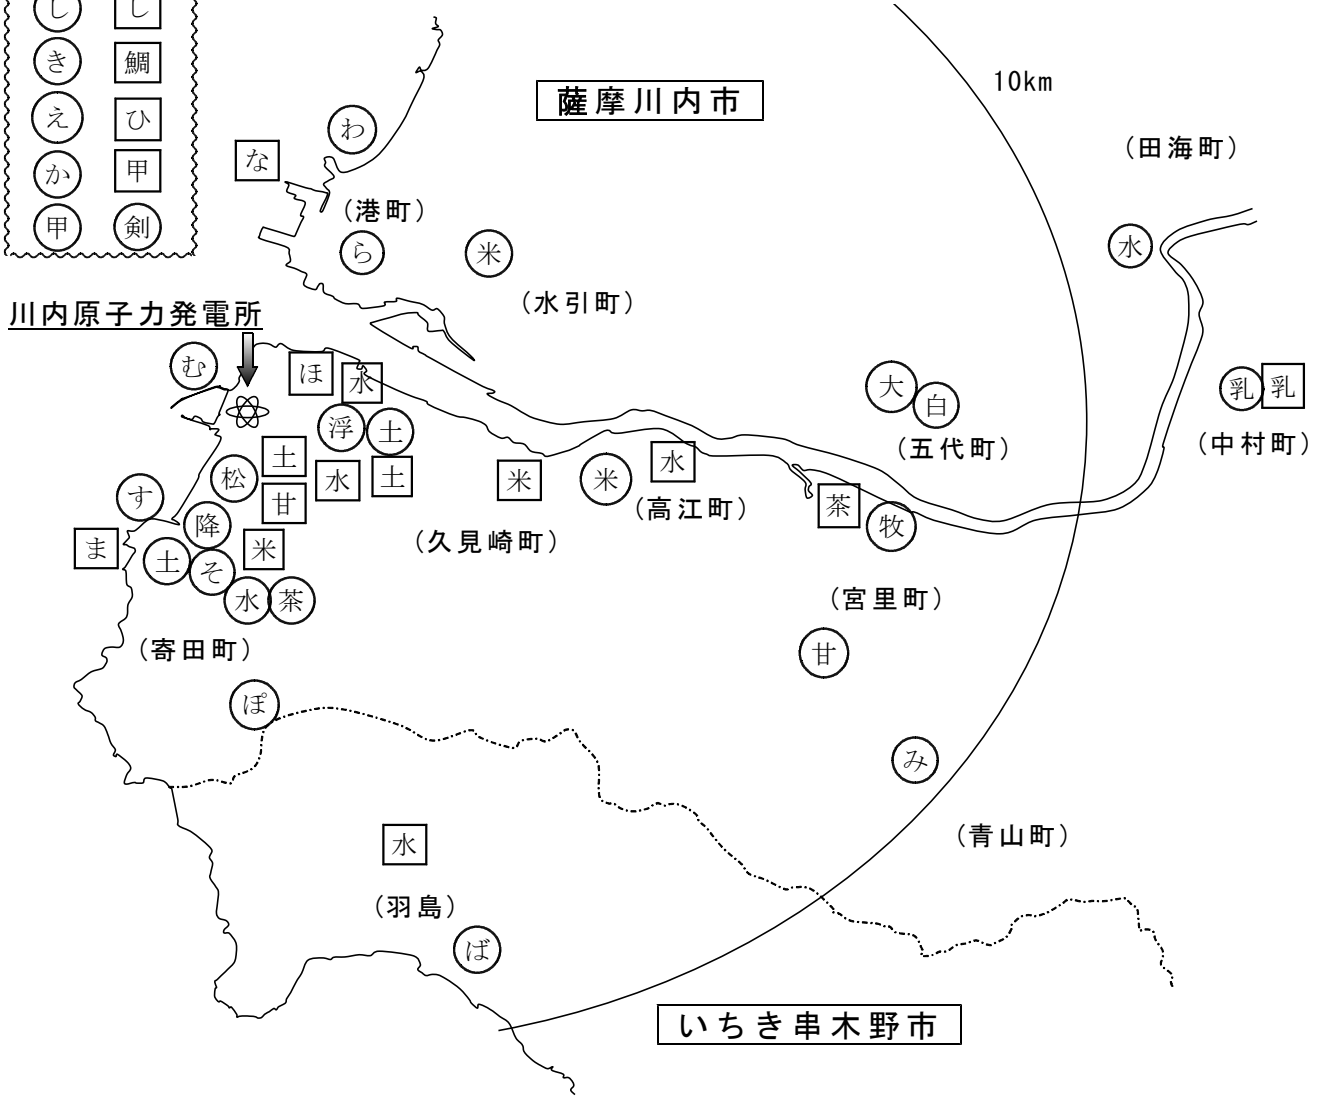 し し
き 鯛
え ひ
か 甲
甲 剣
10km
薩摩川内市
(田海町)
わ
な
(港町)
水
ら 米
(水引町)
川内原子力発電所
む ほ 水
大 白
乳 乳
浮 土
(五代町)
(中村町)
土
松 水 土
米 米 水
(高江町)
す 甘
茶 牧
降
(久見崎町)
ま 土 そ 米
水 茶
(宮里町)
(寄田町)
甘
ぽ
み
(青山町)
水
(羽島)
ば
いちき串木野市